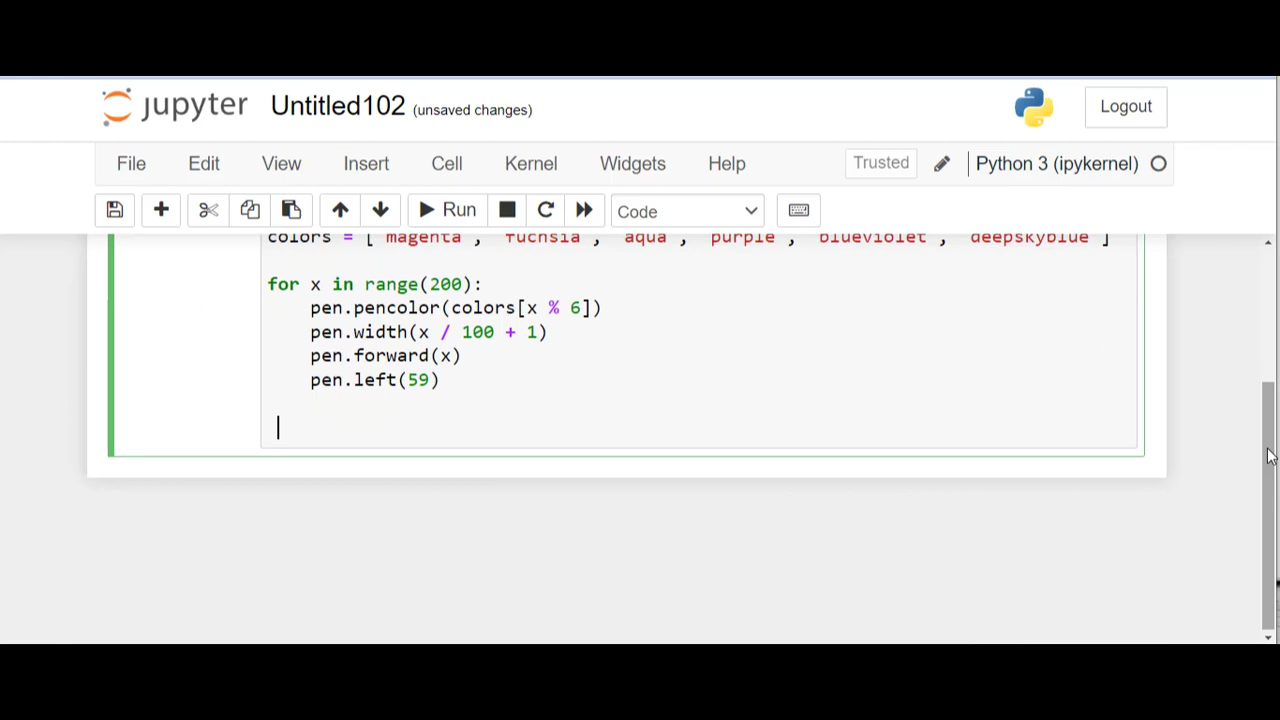 jupyter Untitled102 (unsaved changes) Logout
File Edit View Insert Cell Kernel Widgets Help Trusted Python 3 (ipykernel)
Run Code
colors = [ magenta , fuchsia , aqua , purple , blueviolet , deepskyblue ]
for x in range(200):
pen.pencolor(colors[x % 6])
pen.width(x / 100 + 1)
pen.forward(x)
pen.left(59)